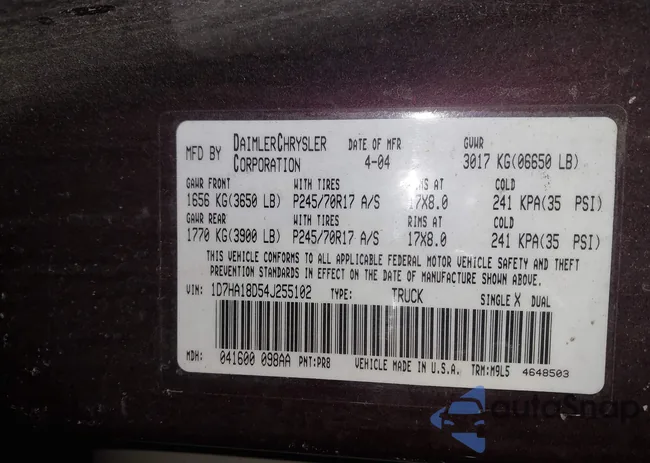 MFD BY DAIMLERCHRYSLER CORPORATION DATE OF MFR 4-04 GVWR 3017 KG(06650 LB)
GAWR FRONT WITH TIRES RIMS AT COLD
1656 KG(3650 LB) P245/70R17 A/S 17X8.0 241 KPA(35 PSI)
GAWR REAR WITH TIRES RIMS AT COLD
1770 KG(3900 LB) P245/70R17 A/S 17X8.0 241 KPA(35 PSI)
THIS VEHICLE CONFORMS TO ALL APPLICABLE FEDERAL MOTOR VEHICLE SAFETY AND THEFT
PREVENTION STANDARDS IN EFFECT ON THE DATE OF MANUFACTURE SHOWN ABOVE.
VIN: 1D7HA18D54J255102 TYPE: TRUCK SINGLE X DUAL
MDH: 041600 098AA PNT:PR8 VEHICLE MADE IN U.S.A. TRM:M9L5 4648503
autoSnap